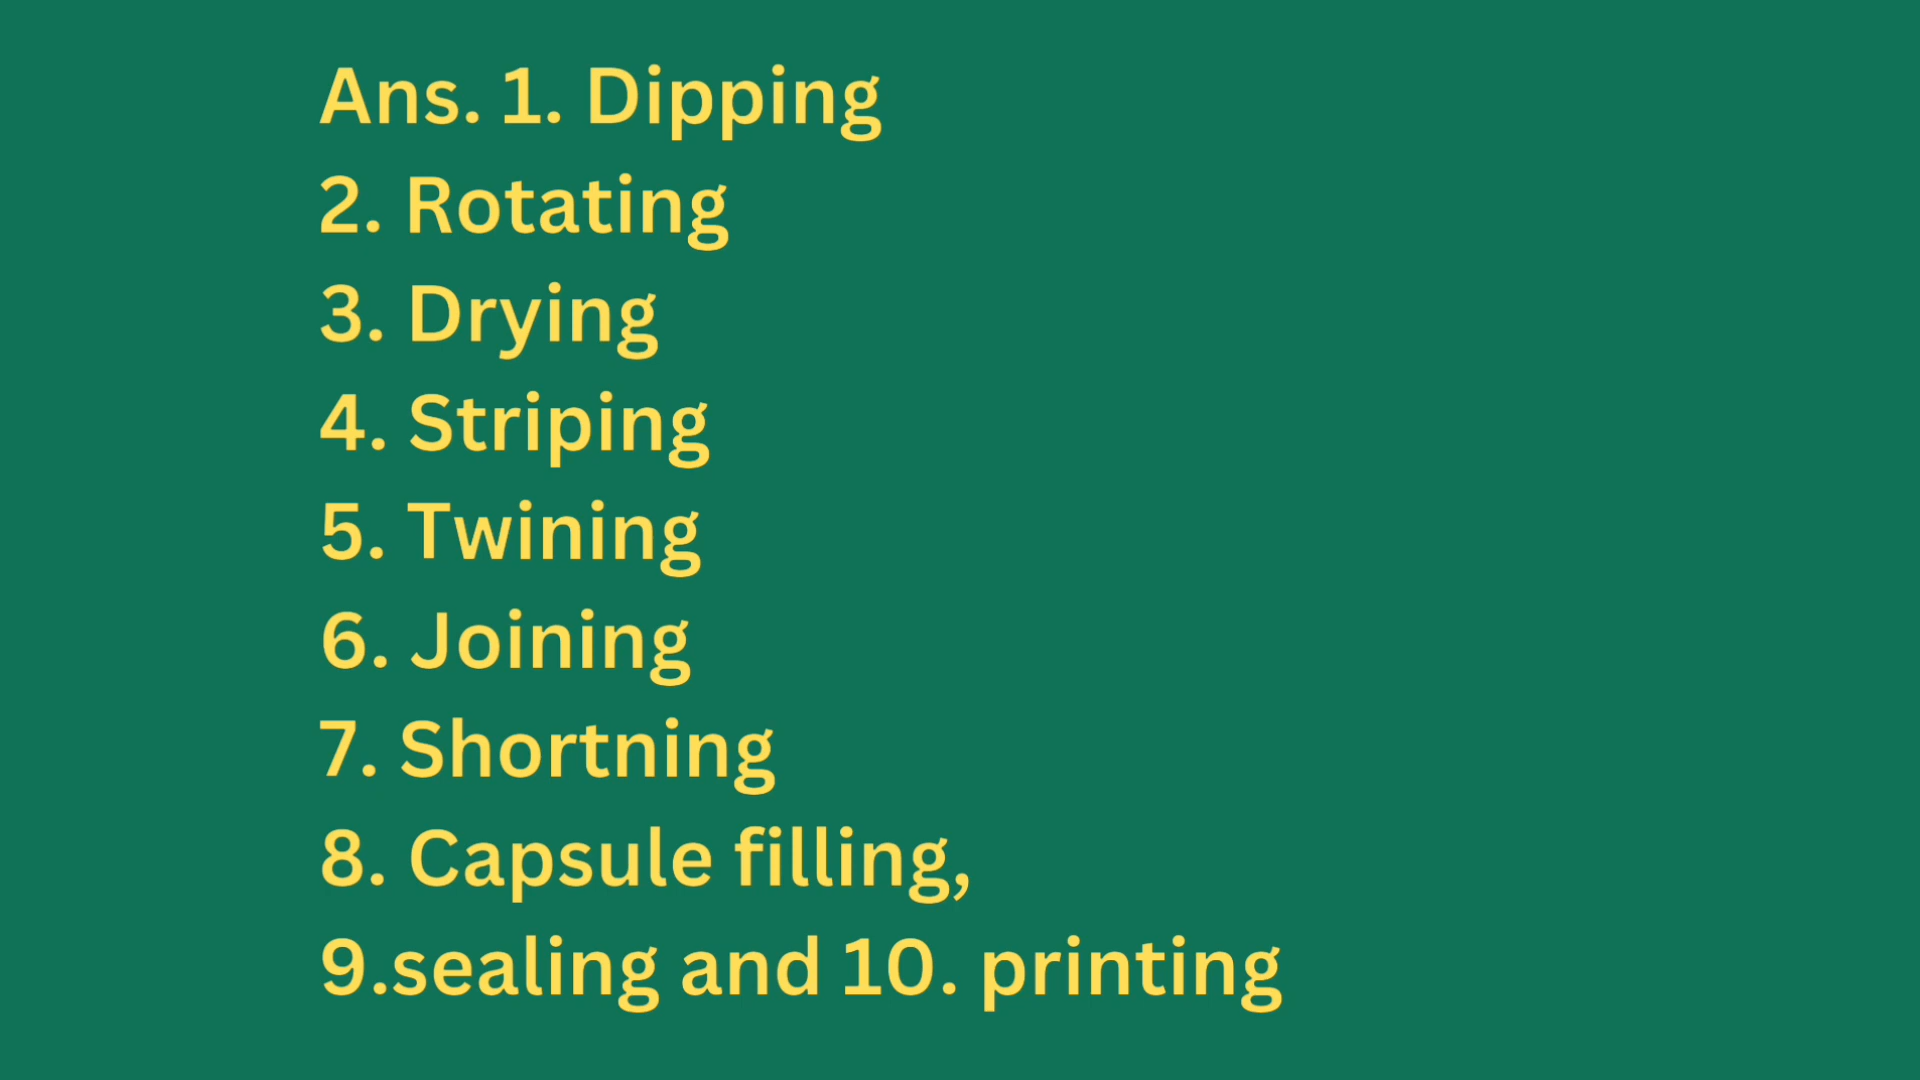 Ans. 1. Dipping
2. Rotating
3. Drying
4. Striping
5. Twining
6. Joining
7. Shortning
8. Capsule filling,
9.sealing and 10. printing